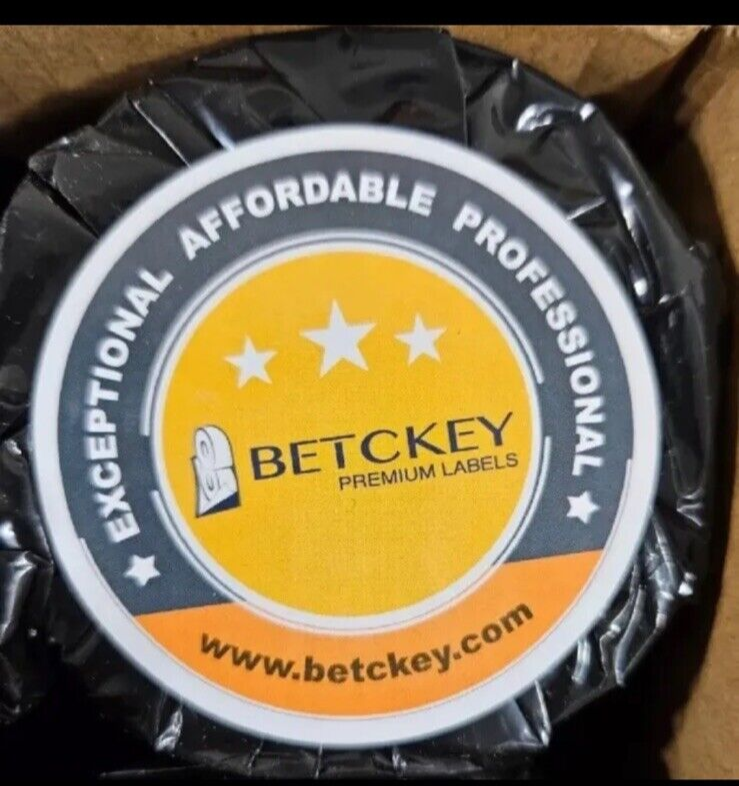 EXCEPTIONAL AFFORDABLE PROFESSIONAL
BETCKEY
PREMIUM LABELS
www.betckey.com